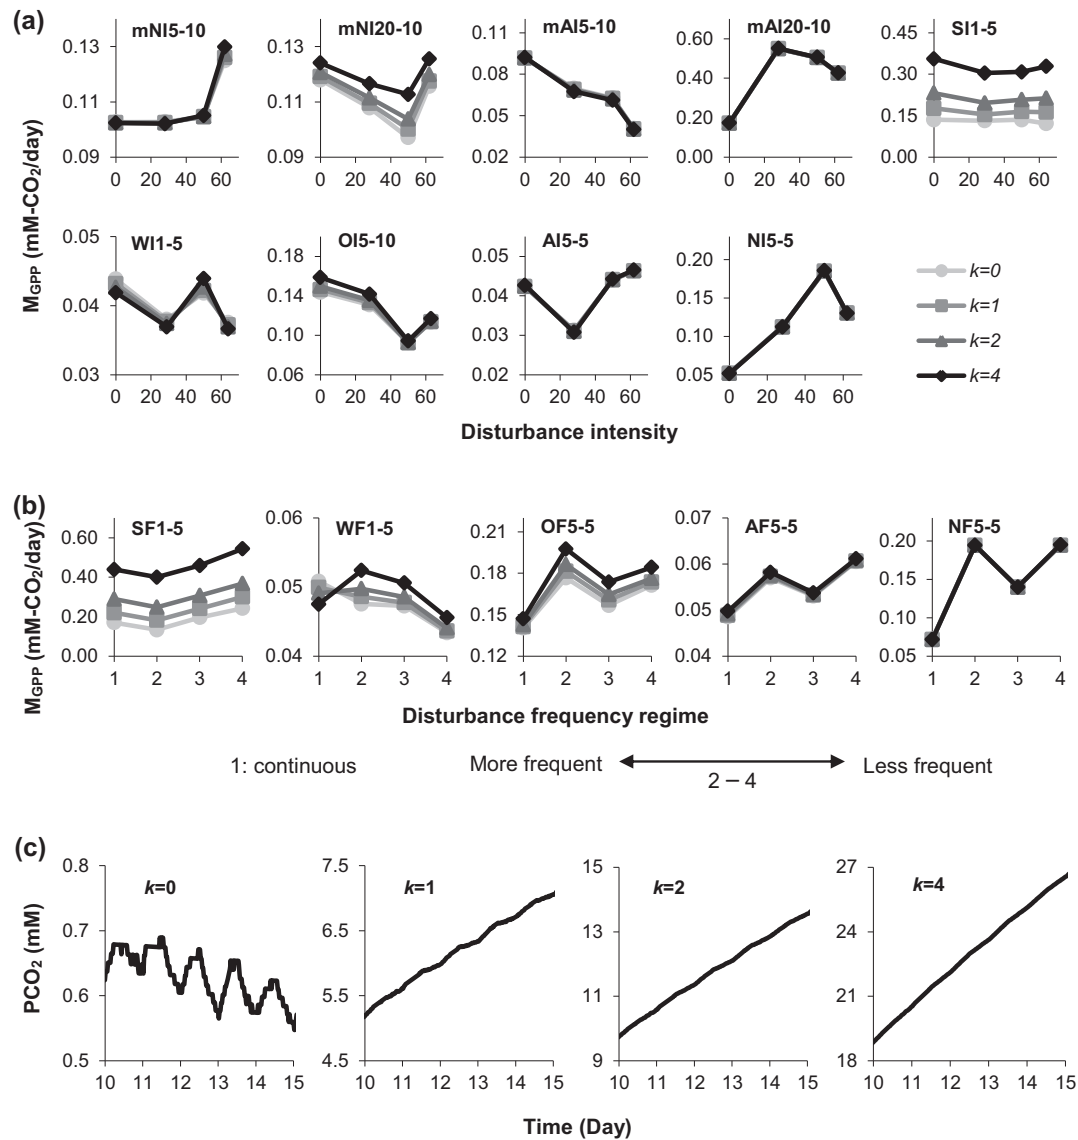 (a)
mNI5-10 mNI20-10 mAI5-10 mAI20-10 SI1-5
0.13 0.13 0.11 0.60 0.45
0.11 0.11 0.08 0.40 0.30
0.05 0.20 0.15
0.09 0.09 0.02 0.00 0.00
0 20 40 60 0 20 40 60 0 20 40 60 0 20 40 60 0 20 40 60
M_GPP (mM-CO₂/day)
WI1-5 OI5-10 AI5-5 NI5-5
0.05 0.18 0.05 0.20
0.04 0.14 0.04 0.15
0.10 0.03 0.10
0.03 0.06 0.02 0.05
0 20 40 60 0 20 40 60 0 20 40 60 0 20 40 60
k=0
k=1
k=2
k=4
Disturbance intensity
(b)
SF1-5 WF1-5 OF5-5 AF5-5 NF5-5
0.60 0.06 0.21 0.07 0.20
0.40 0.05 0.18 0.06 0.15
0.20 0.15 0.05 0.10
0.00 0.04 0.12 0.04 0.05
1 2 3 4 1 2 3 4 1 2 3 4 1 2 3 4 1 2 3 4
M_GPP (mM-CO₂/day)
Disturbance frequency regime
1: continuous More frequent 2 – 4 Less frequent
(c)
k=0 k=1 k=2 k=4
0.8 7.5 15 27
0.7 6.5 13 24
0.6 5.5 11 21
0.5 4.5 9 18
10 11 12 13 14 15 10 11 12 13 14 15 10 11 12 13 14 15 10 11 12 13 14 15
PCO₂ (mM)
Time (Day)